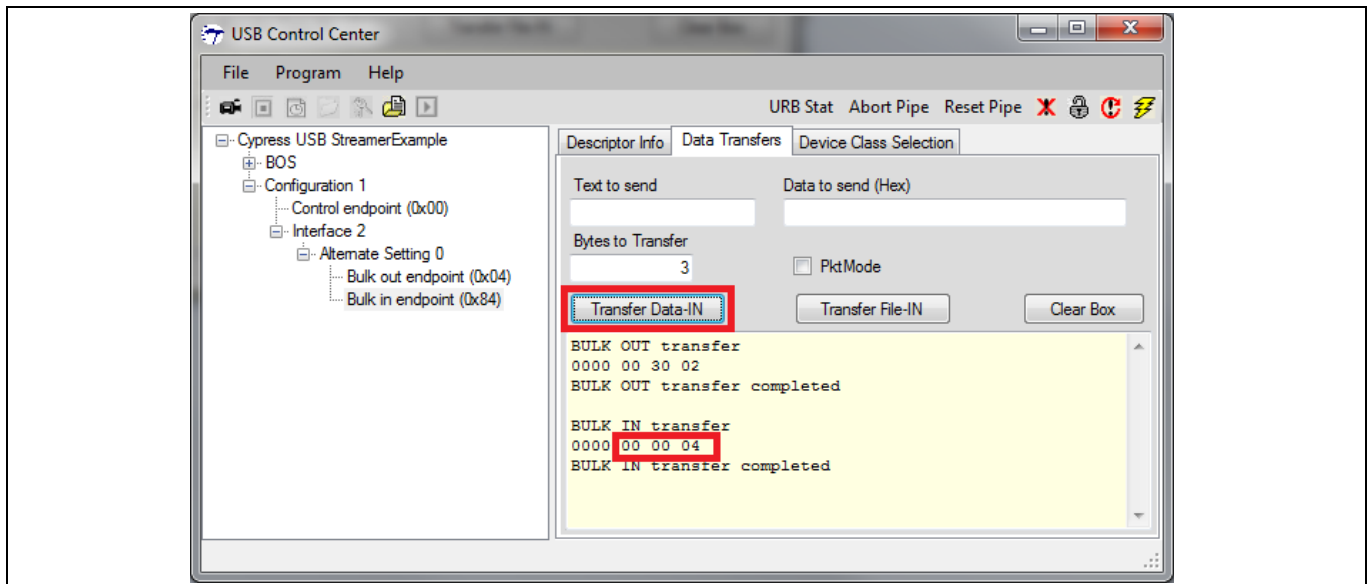 USB Control Center
File Program Help
URB Stat Abort Pipe Reset Pipe
Cypress USB StreamerExample
BOS
Configuration 1
Control endpoint (0x00)
Interface 2
Alternate Setting 0
Bulk out endpoint (0x04)
Bulk in endpoint (0x84)
Descriptor Info Data Transfers Device Class Selection
Text to send Data to send (Hex)
Bytes to Transfer
3 PktMode
Transfer Data-IN Transfer File-IN Clear Box
BULK OUT transfer
0000 00 30 02
BULK OUT transfer completed
BULK IN transfer
0000 00 00 04
BULK IN transfer completed